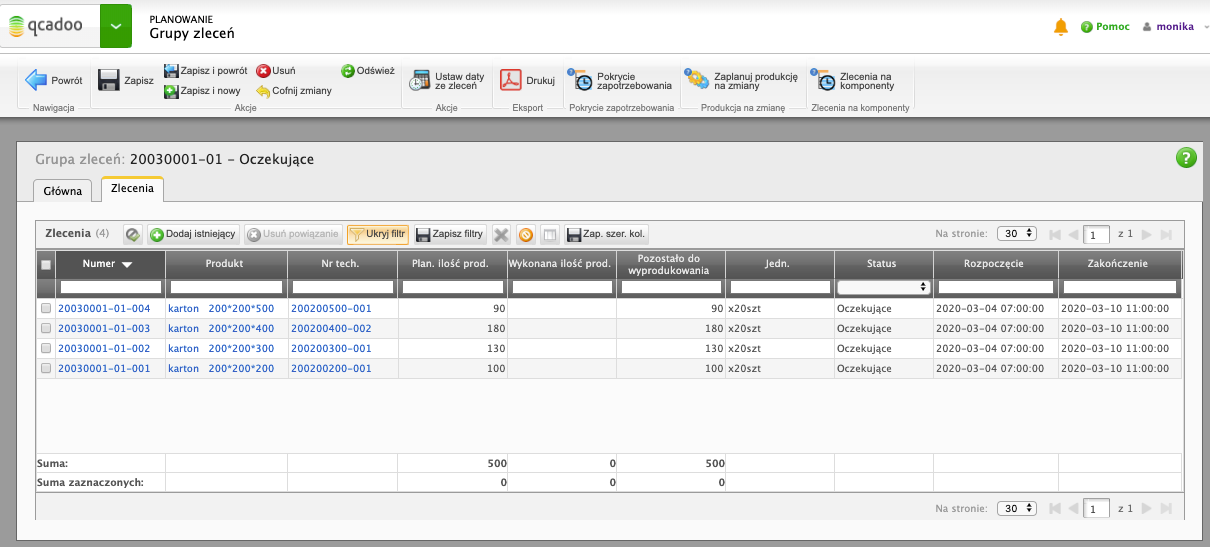 qcadoo
PLANOWANIE
Grupy zleceń
Pomoc
monika
Powrót
Nawigacja
Zapisz
Zapisz i powrót
Usuń
Odśwież
Zapisz i nowy
Cofnij zmiany
Akcje
Ustaw daty
ze zleceń
Akcje
Drukuj
Eksport
Pokrycie
zapotrzebowania
Pokrycie zapotrzebowania
Zaplanuj produkcję
na zmiany
Produkcja na zmianę
Zlecenia na
komponenty
Zlecenia na komponenty
Grupa zleceń: 20030001-01 - Oczekujące
?
Główna
Zlecenia
Zlecenia (4)
Dodaj istniejący
Usuń powiązanie
Ukryj filtr
Zapisz filtry
Zap. szer. kol.
Na stronie: 30 1 z 1
Numer Produkt Nr tech. Plan. ilość prod. Wykonana ilość prod. Pozostało do wyprodukowania Jedn. Status Rozpoczęcie Zakończenie
20030001-01-004 karton 200*200*500 200200500-001 90 90 x20szt Oczekujące 2020-03-04 07:00:00 2020-03-10 11:00:00
20030001-01-003 karton 200*200*400 200200400-002 180 180 x20szt Oczekujące 2020-03-04 07:00:00 2020-03-10 11:00:00
20030001-01-002 karton 200*200*300 200200300-001 130 130 x20szt Oczekujące 2020-03-04 07:00:00 2020-03-10 11:00:00
20030001-01-001 karton 200*200*200 200200200-001 100 100 x20szt Oczekujące 2020-03-04 07:00:00 2020-03-10 11:00:00
Suma: 500 0 500
Suma zaznaczonych: 0 0 0
Na stronie: 30 1 z 1